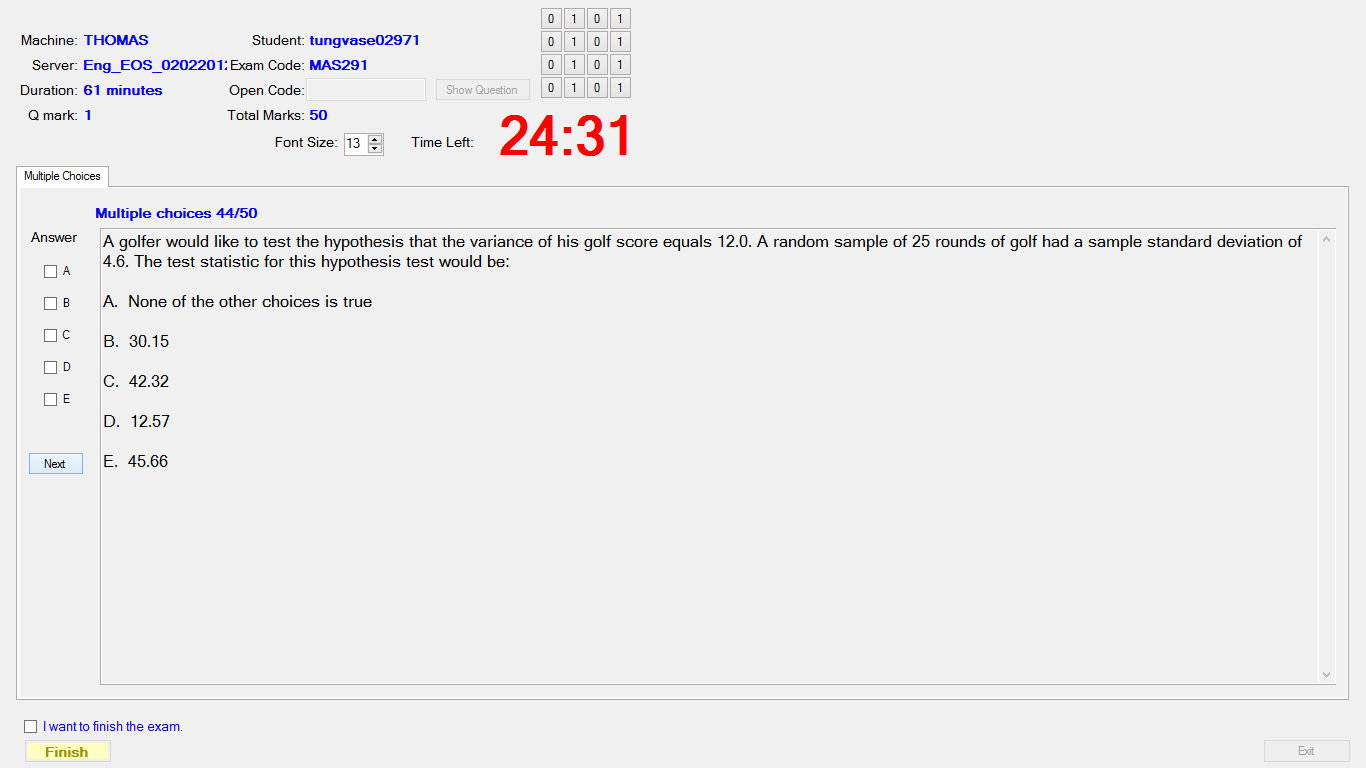 Machine: THOMAS Student: tungvase02971
Server: Eng_EOS_0202201 Exam Code: MAS291
Duration: 61 minutes Open Code: Show Question
Q mark: 1 Total Marks: 50
0 1 0 1
0 1 0 1
0 1 0 1
0 1 0 1
Font Size: 13 Time Left: 24:31
Multiple Choices
Multiple choices 44/50
Answer
A
B
C
D
E
Next
A golfer would like to test the hypothesis that the variance of his golf score equals 12.0. A random sample of 25 rounds of golf had a sample standard deviation of
4.6. The test statistic for this hypothesis test would be:
A. None of the other choices is true
B. 30.15
C. 42.32
D. 12.57
E. 45.66
I want to finish the exam.
Finish
Exit